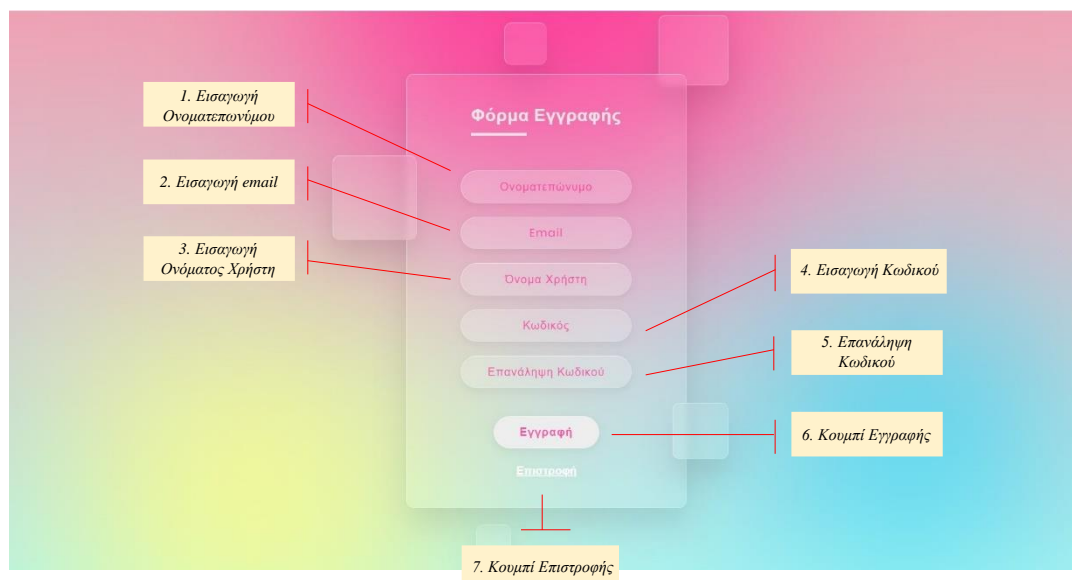 1. Εισαγωγή
Ονοματεπωνύμου
2. Εισαγωγή email
3. Εισαγωγή
Ονόματος Χρήστη
Φόρμα Εγγραφής
Ονοματεπώνυμο
Email
Όνομα Χρήστη
Κωδικός
Επανάληψη Κωδικού
Εγγραφή
Επιστροφή
4. Εισαγωγή Κωδικού
5. Επανάληψη
Κωδικού
6. Κουμπί Εγγραφής
7. Κουμπί Επιστροφής